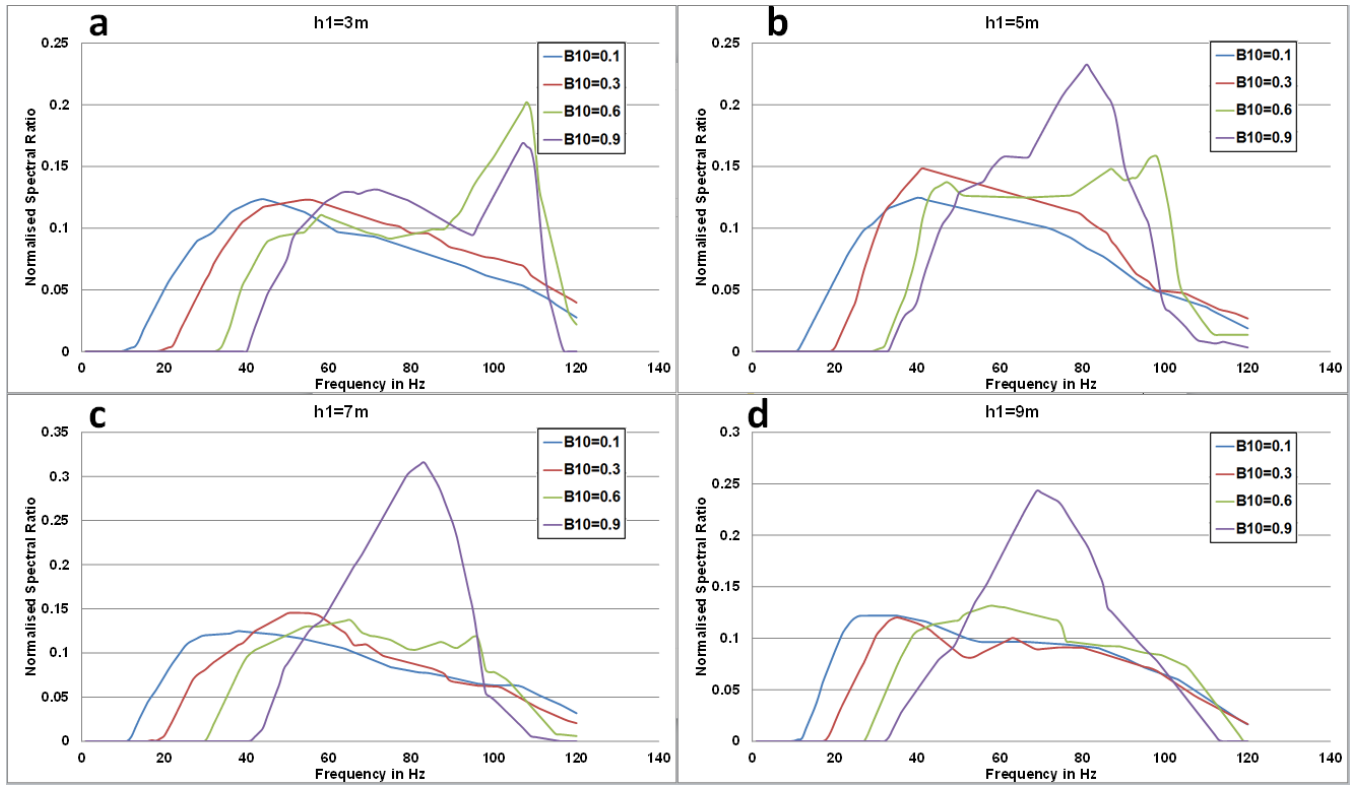 a
h1=3m
0.25
0.2
0.15
0.1
0.05
0
Normalised Spectral Ratio
B10=0.1
B10=0.3
B10=0.6
B10=0.9
0 20 40 60 80 100 120 140
Frequency in Hz
b
h1=5m
0.25
0.2
0.15
0.1
0.05
0
Normalised Spectral Ratio
B10=0.1
B10=0.3
B10=0.6
B10=0.9
0 20 40 60 80 100 120 140
Frequency in Hz
c
h1=7m
0.35
0.3
0.25
0.2
0.15
0.1
0.05
0
Normalised Spectral Ratio
B10=0.1
B10=0.3
B10=0.6
B10=0.9
0 20 40 60 80 100 120 140
Frequency in Hz
d
h1=9m
0.3
0.25
0.2
0.15
0.1
0.05
0
Normalised Spectral Ratio
B10=0.1
B10=0.3
B10=0.6
B10=0.9
0 20 40 60 80 100 120 140
Frequency in Hz